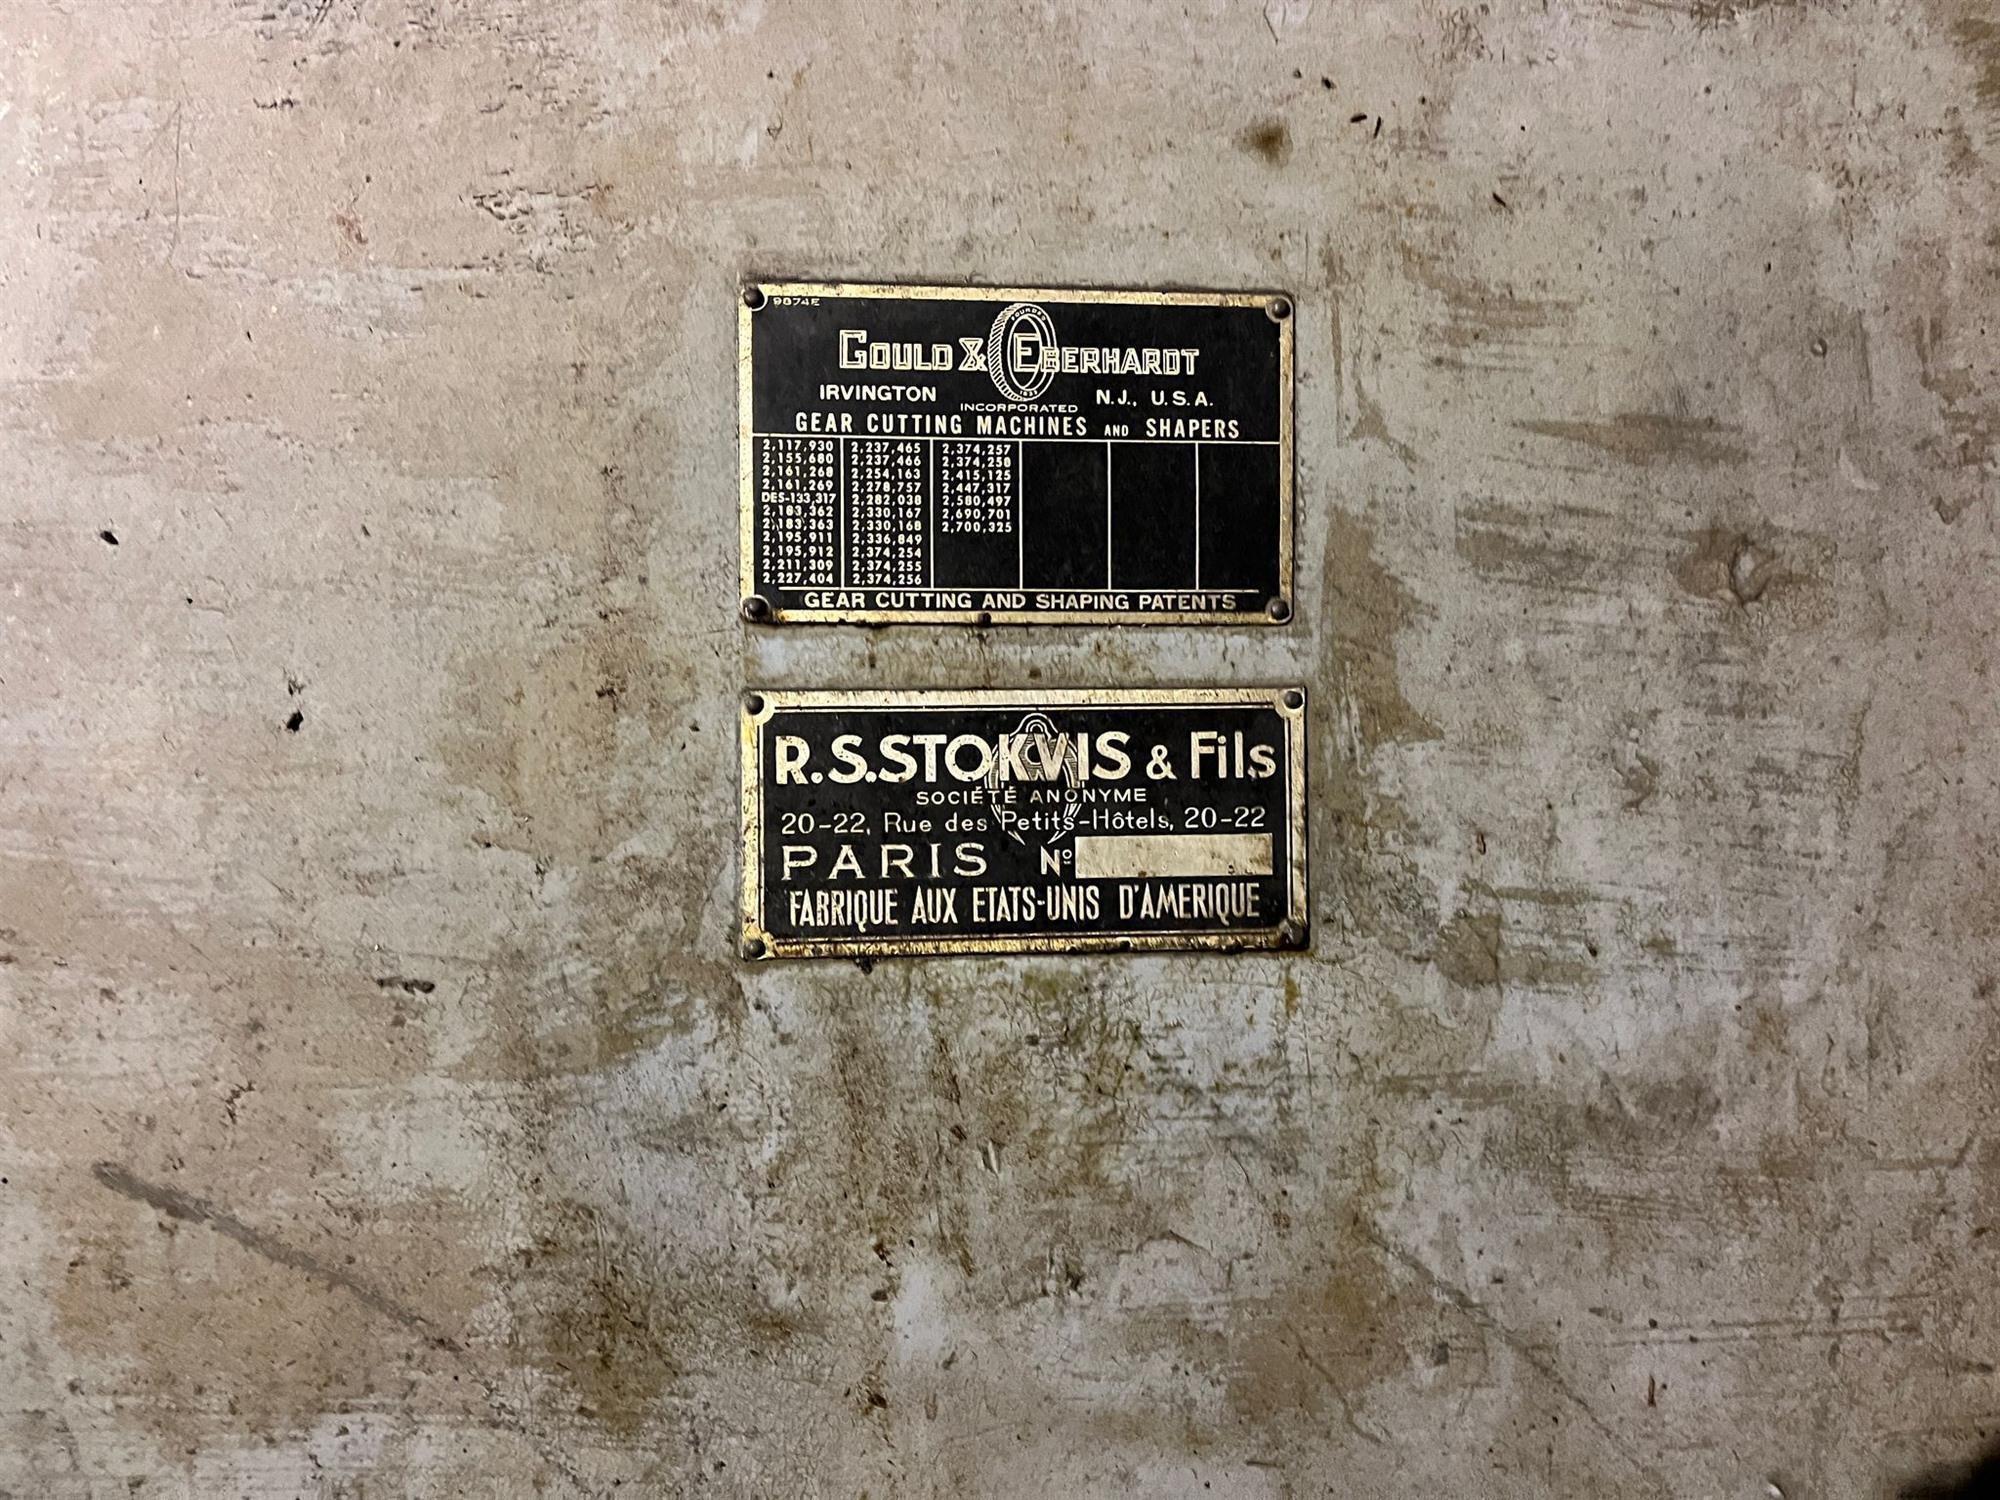 9874E
FOUNDED
GOULD & EBERHARDT
1833
IRVINGTON N.J., U.S.A.
INCORPORATED
GEAR CUTTING MACHINES AND SHAPERS
2,117,930 2,237,465 2,374,257
2,155,680 2,237,466 2,374,258
2,161,268 2,254,163 2,415,125
2,161,269 2,278,757 2,447,317
DES-133,317 2,282,038 2,580,497
2,183,362 2,330,167 2,690,701
2,183,363 2,330,168 2,700,325
2,195,911 2,336,849
2,195,912 2,374,254
2,211,309 2,374,255
2,227,404 2,374,256
GEAR CUTTING AND SHAPING PATENTS
R.S.STOKVIS & Fils
SOCIÉTÉ ANONYME
20-22, Rue des Petits-Hôtels, 20-22
PARIS Nº
FABRIQUE AUX ETATS-UNIS D'AMERIQUE